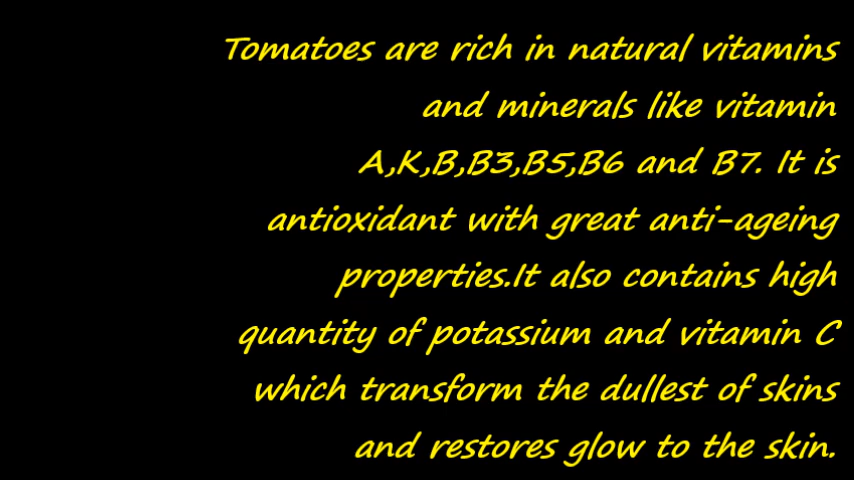 Tomatoes are rich in natural vitamins
and minerals like vitamin
A,K,B,B3,B5,B6 and B7. It is
antioxidant with great anti-ageing
properties.It also contains high
quantity of potassium and vitamin C
which transform the dullest of skins
and restores glow to the skin.